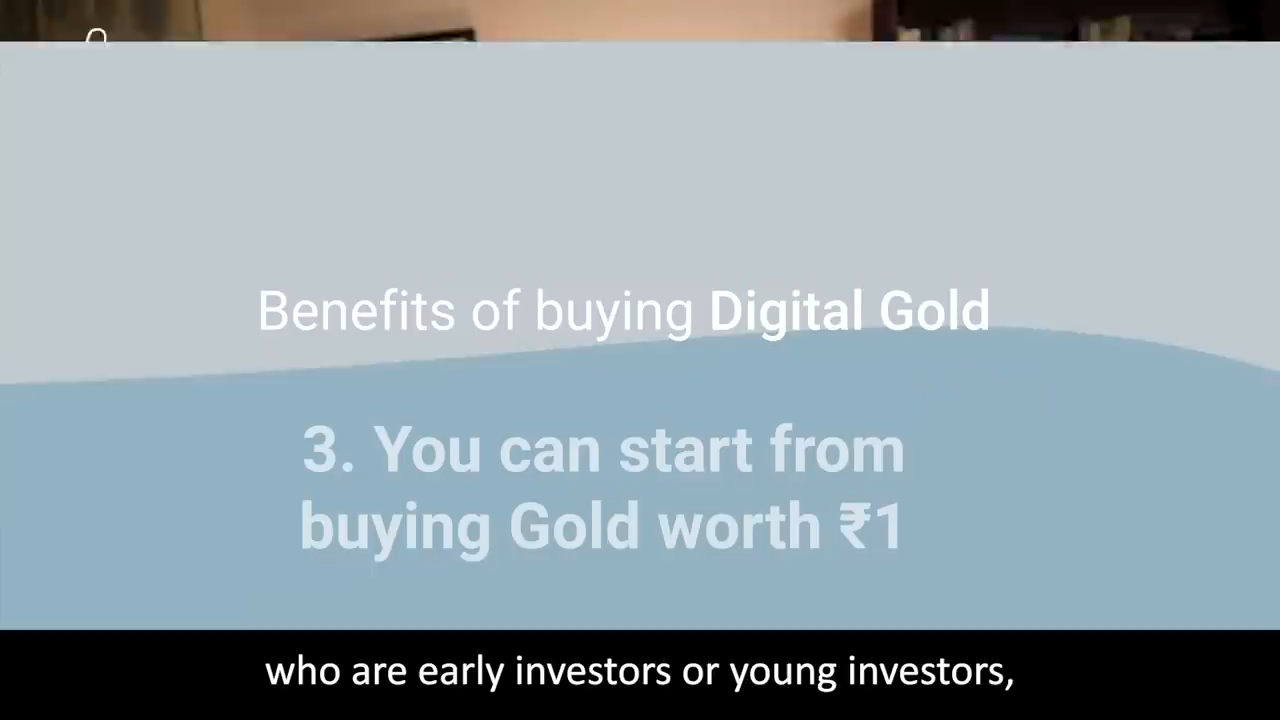 Benefits of buying Digital Gold
3. You can start from
buying Gold worth ₹1
who are early investors or young investors,